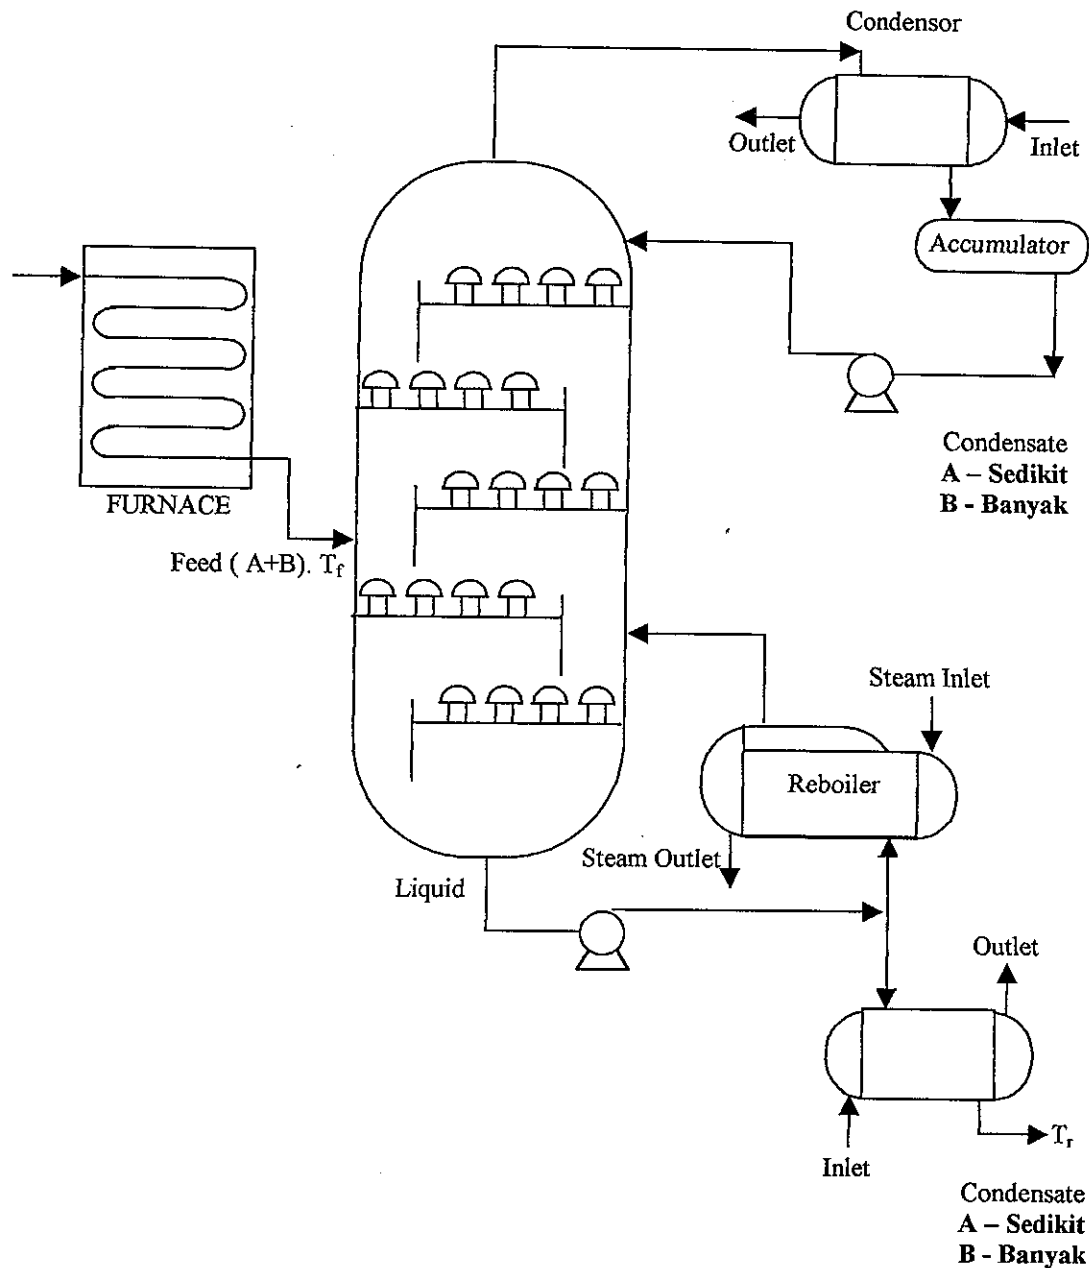 Condensor
Outlet
Inlet
Accumulator
Condensate
A – Sedikit
B - Banyak
FURNACE
Feed ( A+B). Tf
Steam Inlet
Reboiler
Steam Outlet
Liquid
Outlet
Inlet
Tr
Condensate
A – Sedikit
B - Banyak